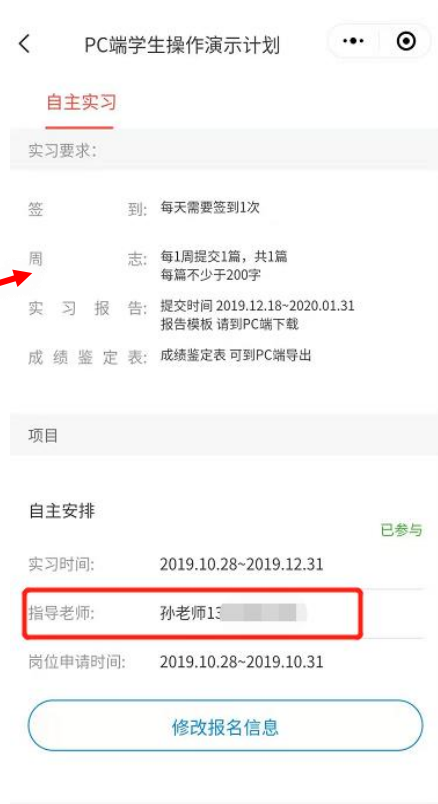 PC端学生操作演示计划
自主实习
实习要求:
签到: 每天需要签到1次
周志: 每1周提交1篇，共1篇
每篇不少于200字
实习报告: 提交时间 2019.12.18~2020.01.31
报告模板 请到PC端下载
成绩鉴定表: 成绩鉴定表 可到PC端导出
项目
自主安排
已参与
实习时间: 2019.10.28~2019.12.31
指导老师: 孙老师13
岗位申请时间: 2019.10.28~2019.10.31
修改报名信息